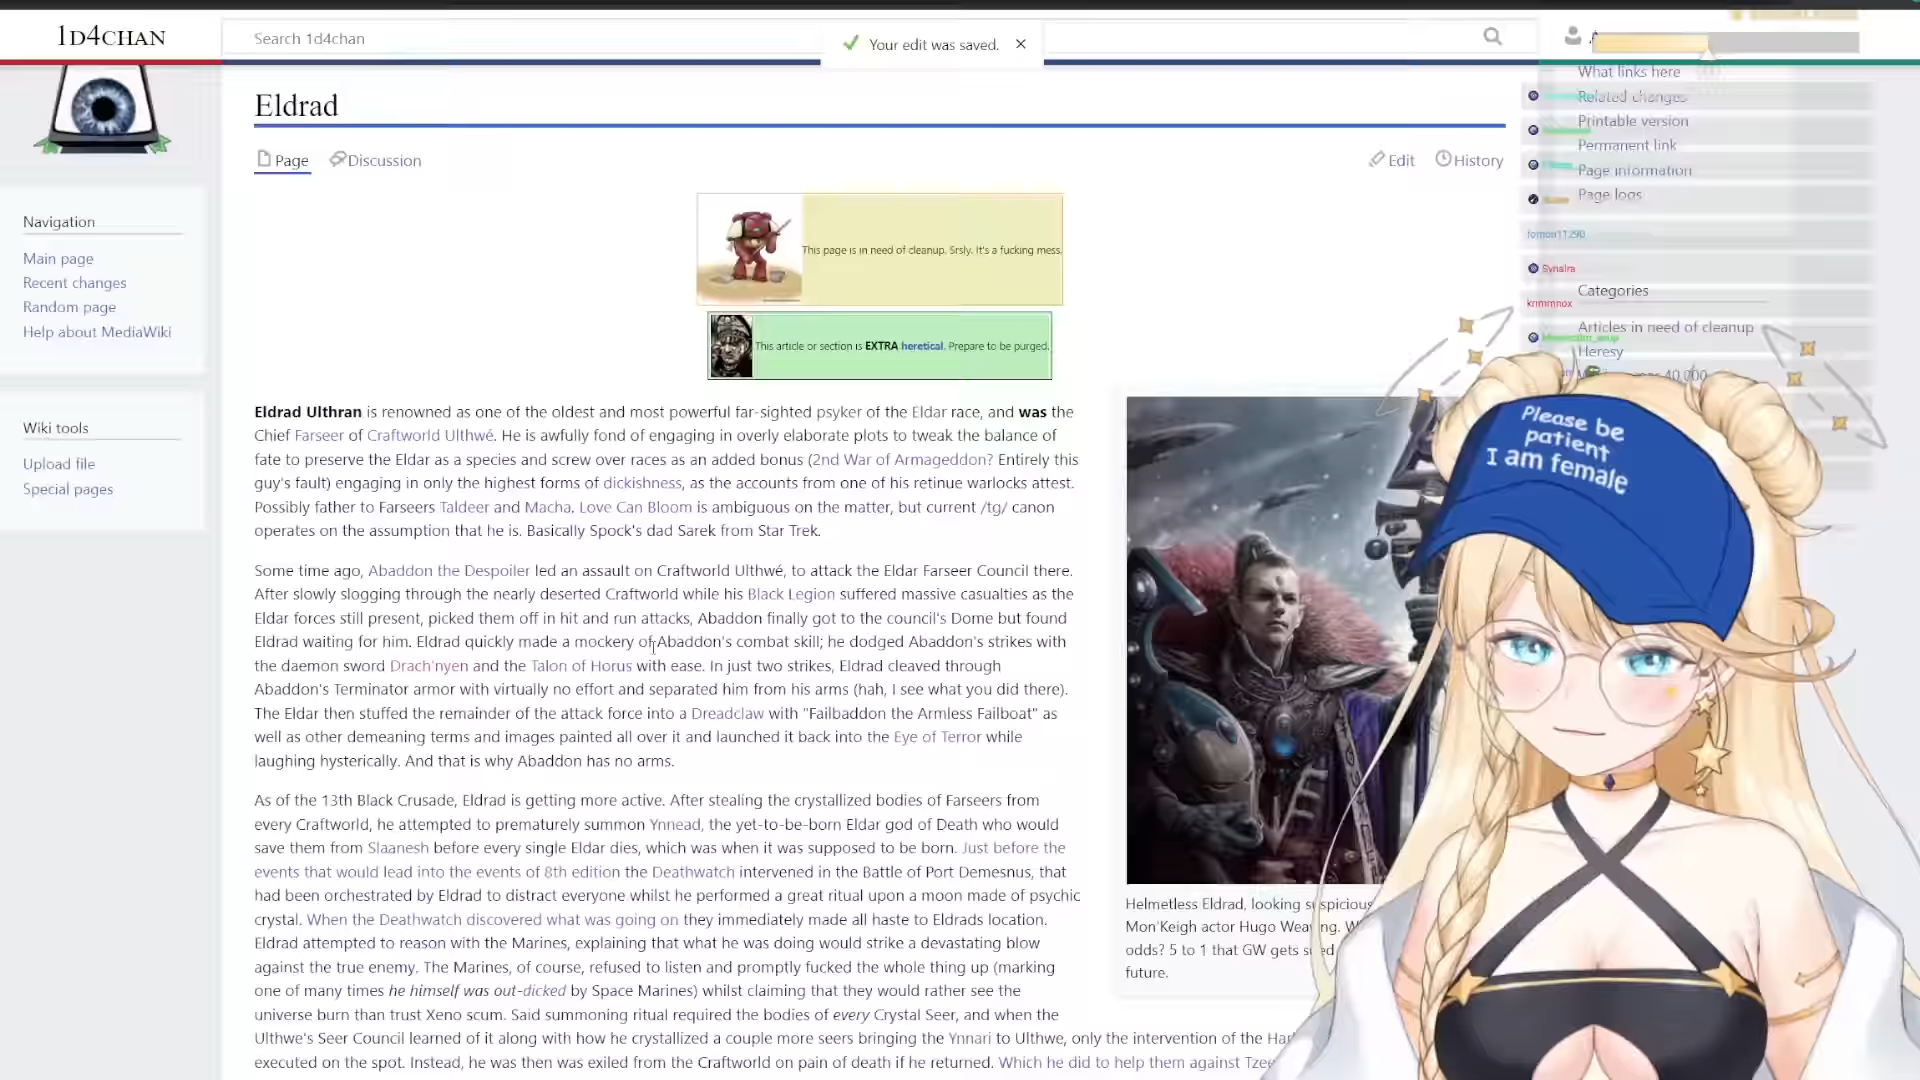 1D4CHAN
Search 1d4chan
Your edit was saved.
What links here
Related changes
Printable version
Permanent link
Page information
Page logs
Categories
Articles in need of cleanup
Heresy
40,000
Synalra
Navigation
Main page
Recent changes
Random page
Help about MediaWiki
Wiki tools
Upload file
Special pages
Eldrad
Page
Discussion
Edit
History
This page is in need of cleanup. Srsly. It's a fucking mess.
This article or section is EXTRA heretical. Prepare to be purged.
Eldrad Ulthran is renowned as one of the oldest and most powerful far-sighted psyker of the Eldar race, and was the
Chief Farseer of Craftworld Ulthwé. He is awfully fond of engaging in overly elaborate plots to tweak the balance of
fate to preserve the Eldar as a species and screw over races as an added bonus (2nd War of Armageddon? Entirely this
guy's fault) engaging in only the highest forms of dickishness, as the accounts from one of his retinue warlocks attest.
Possibly father to Farseers Taldeer and Macha. Love Can Bloom is ambiguous on the matter, but current /tg/ canon
operates on the assumption that he is. Basically Spock's dad Sarek from Star Trek.
Some time ago, Abaddon the Despoiler led an assault on Craftworld Ulthwé, to attack the Eldar Farseer Council there.
After slowly slogging through the nearly deserted Craftworld while his Black Legion suffered massive casualties as the
Eldar forces still present, picked them off in hit and run attacks, Abaddon finally got to the council's Dome but found
Eldrad waiting for him. Eldrad quickly made a mockery of Abaddon's combat skill; he dodged Abaddon's strikes with
the daemon sword Drach'nyen and the Talon of Horus with ease. In just two strikes, Eldrad cleaved through
Abaddon's Terminator armor with virtually no effort and separated him from his arms (hah, I see what you did there).
The Eldar then stuffed the remainder of the attack force into a Dreadclaw with "Failbaddon the Armless Failboat" as
well as other demeaning terms and images painted all over it and launched it back into the Eye of Terror while
laughing hysterically. And that is why Abaddon has no arms.
As of the 13th Black Crusade, Eldrad is getting more active. After stealing the crystallized bodies of Farseers from
every Craftworld, he attempted to prematurely summon Ynnead, the yet-to-be-born Eldar god of Death who would
save them from Slaanesh before every single Eldar dies, which was when it was supposed to be born. Just before the
events that would lead into the events of 8th edition the Deathwatch intervened in the Battle of Port Demesnus, that
had been orchestrated by Eldrad to distract everyone whilst he performed a great ritual upon a moon made of psychic
crystal. When the Deathwatch discovered what was going on they immediately made all haste to Eldrads location.
Eldrad attempted to reason with the Marines, explaining that what he was doing would strike a devastating blow
against the true enemy. The Marines, of course, refused to listen and promptly fucked the whole thing up (marking
one of many times he himself was out-dicked by Space Marines) whilst claiming that they would rather see the
universe burn than trust Xeno scum. Said summoning ritual required the bodies of every Crystal Seer, and when the
Ulthwe's Seer Council learned of it along with how he crystallized a couple more seers bringing the Ynnari to Ulthwe, only the intervention of the Har
executed on the spot. Instead, he was then was exiled from the Craftworld on pain of death if he returned. Which he did to help them against Tzee
Helmetless Eldrad, looking suspicious
Mon'Keigh actor Hugo Weaving. W
odds? 5 to 1 that GW gets sued
future.
Please be
patient
I am female